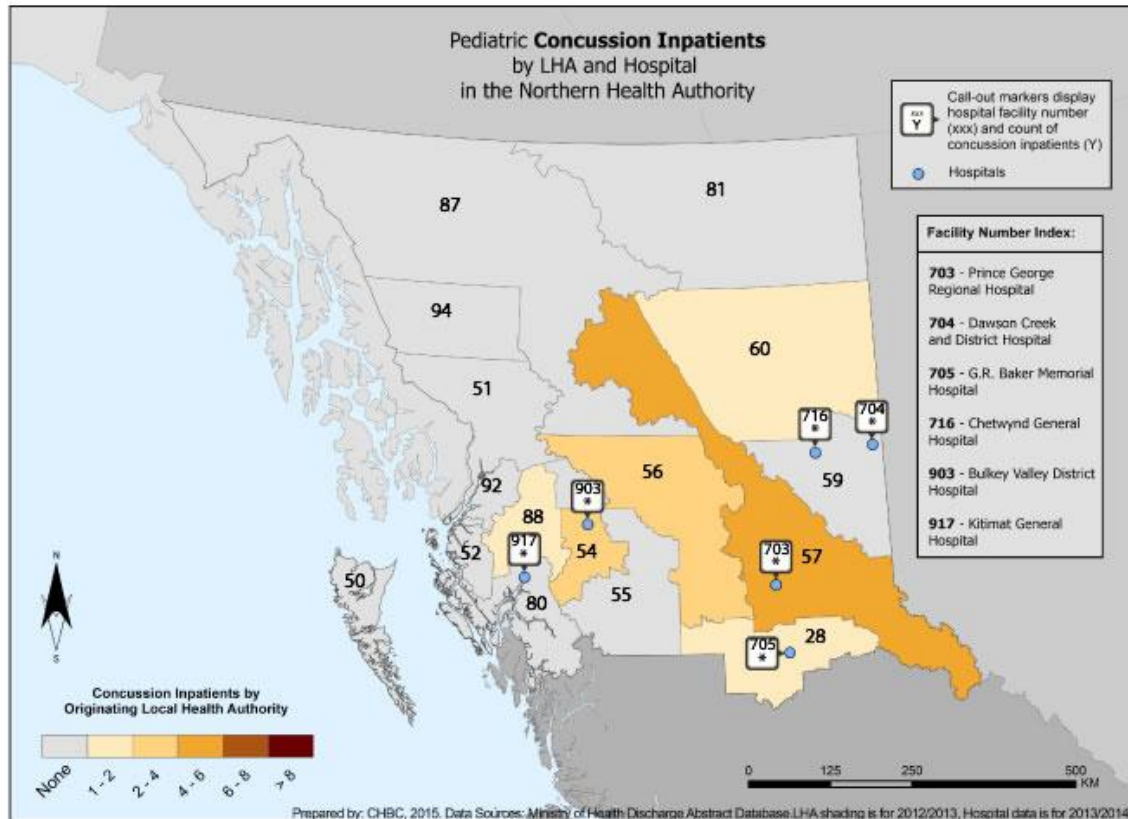 Pediatric Concussion Inpatients
by LHA and Hospital
in the Northern Health Authority
xxx
Y
Call-out markers display
hospital facility number
(xxx) and count of
concussion inpatients (Y)
Hospitals
Facility Number Index:
703 - Prince George
Regional Hospital
704 - Dawson Creek
and District Hospital
705 - G.R. Baker Memorial
Hospital
716 - Chetwynd General
Hospital
903 - Bulkey Valley District
Hospital
917 - Kitimat General
Hospital
87
81
94
60
51
716
*
704
*
56
59
92
903
*
88
52
917
*
54
703
*
57
50
80
55
28
705
*
N
S
Concussion Inpatients by
Originating Local Health Authority
None
1 - 2
2 - 4
4 - 6
6 - 8
> 8
0 125 250 500
KM
Prepared by: CHBC, 2015. Data Sources: Ministry of Health Discharge Abstract Database.LHA shading is for 2012/2013, Hospital data is for 2013/2014